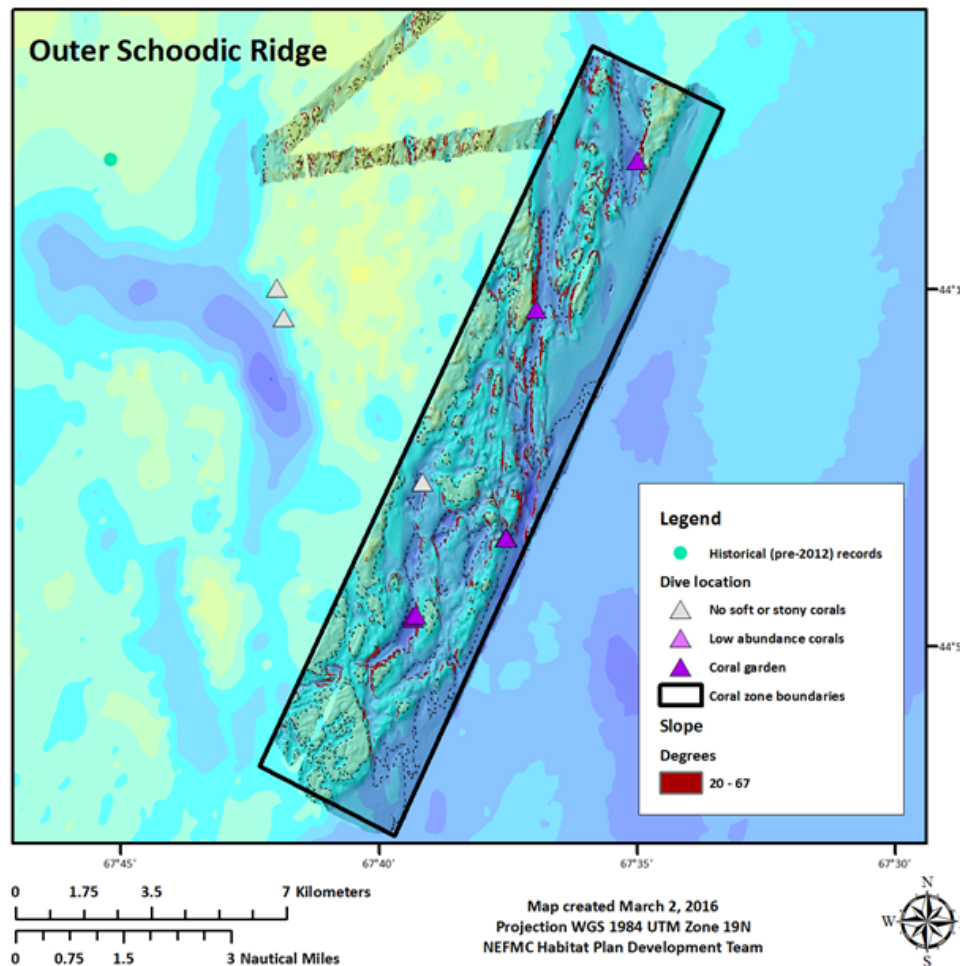 Outer Schoodic Ridge
44°1
Legend
Historical (pre-2012) records
Dive location
No soft or stony corals
Low abundance corals
Coral garden
Coral zone boundaries
44°5
Slope
Degrees
20 - 67
67°45' 67°40' 67°35' 67°30'
0 1.75 3.5 7 Kilometers
0 0.75 1.5 3 Nautical Miles
Map created March 2, 2016
Projection WGS 1984 UTM Zone 19N
NEFMC Habitat Plan Development Team
N
W E
S